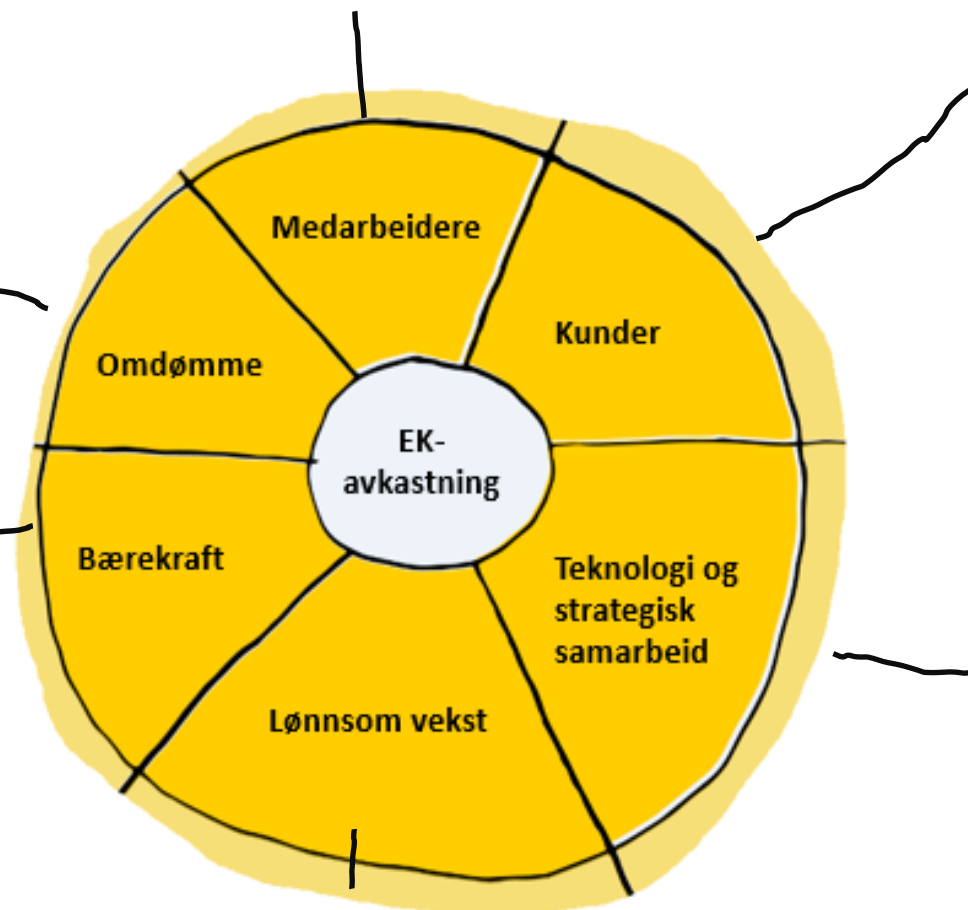 Medarbeidere
Kunder
Omdømme
EK-
avkastning
Bærekraft
Teknologi og
strategisk
samarbeid
Lønnsom vekst